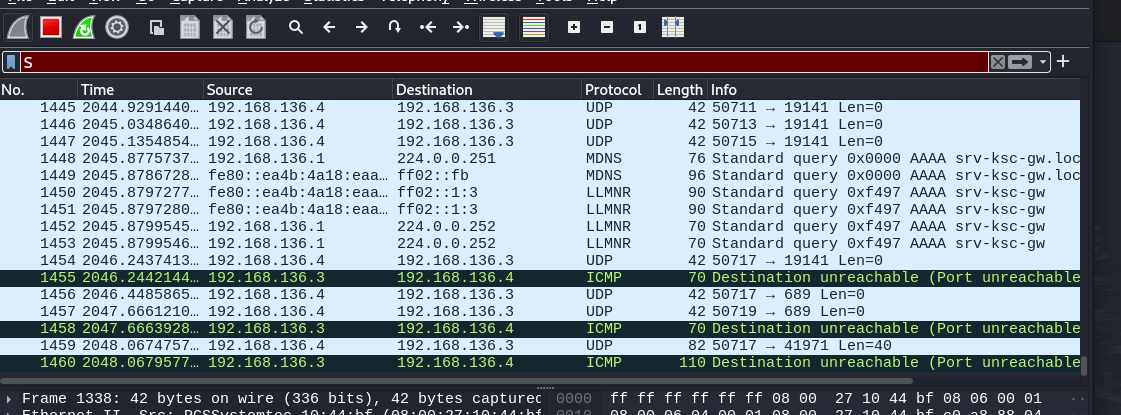 S
No. Time Source Destination Protocol Length Info
1445 2044.9291440… 192.168.136.4 192.168.136.3 UDP 42 50711 → 19141 Len=0
1446 2045.0348640… 192.168.136.4 192.168.136.3 UDP 42 50713 → 19141 Len=0
1447 2045.1354854… 192.168.136.4 192.168.136.3 UDP 42 50715 → 19141 Len=0
1448 2045.8775737… 192.168.136.1 224.0.0.251 MDNS 76 Standard query 0x0000 AAAA srv-ksc-gw.loc
1449 2045.8786728… fe80::ea4b:4a18:eaa… ff02::fb MDNS 96 Standard query 0x0000 AAAA srv-ksc-gw.loc
1450 2045.8797277… fe80::ea4b:4a18:eaa… ff02::1:3 LLMNR 90 Standard query 0xf497 AAAA srv-ksc-gw
1451 2045.8797280… fe80::ea4b:4a18:eaa… ff02::1:3 LLMNR 90 Standard query 0xf497 AAAA srv-ksc-gw
1452 2045.8799545… 192.168.136.1 224.0.0.252 LLMNR 70 Standard query 0xf497 AAAA srv-ksc-gw
1453 2045.8799546… 192.168.136.1 224.0.0.252 LLMNR 70 Standard query 0xf497 AAAA srv-ksc-gw
1454 2046.2437413… 192.168.136.4 192.168.136.3 UDP 42 50717 → 19141 Len=0
1455 2046.2442144… 192.168.136.3 192.168.136.4 ICMP 70 Destination unreachable (Port unreachable
1456 2046.4485865… 192.168.136.4 192.168.136.3 UDP 42 50717 → 689 Len=0
1457 2047.6661210… 192.168.136.4 192.168.136.3 UDP 42 50719 → 689 Len=0
1458 2047.6663928… 192.168.136.3 192.168.136.4 ICMP 70 Destination unreachable (Port unreachable
1459 2048.0674757… 192.168.136.4 192.168.136.3 UDP 82 50717 → 41971 Len=40
1460 2048.0679577… 192.168.136.3 192.168.136.4 ICMP 110 Destination unreachable (Port unreachable
Frame 1338: 42 bytes on wire (336 bits), 42 bytes captured 0000 ff ff ff ff ff ff 08 00 27 10 44 bf 08 06 00 01
Ethernet II, Src: PCSSystemtec_10:44:bf (08:00:27:10:44:bf 0010 08 00 06 04 00 01 08 00 27 10 44 bf c0 a8 88 04